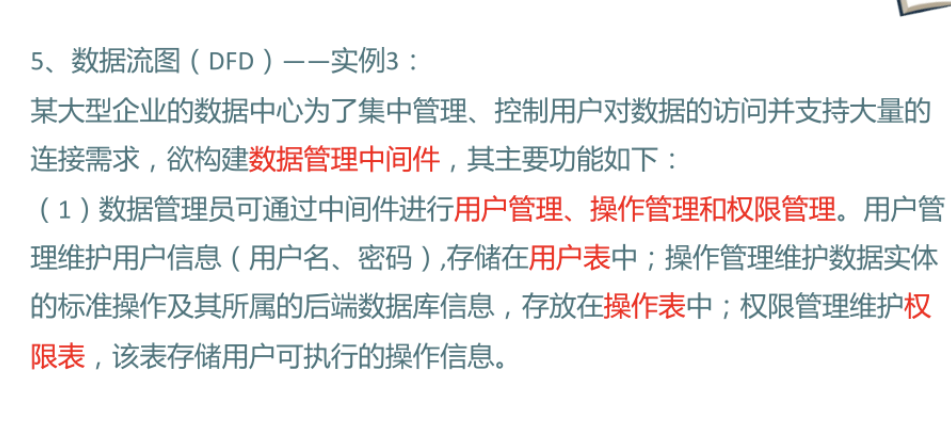 5、数据流图（DFD）——实例3：
某大型企业的数据中心为了集中管理、控制用户对数据的访问并支持大量的
连接需求，欲构建数据管理中间件，其主要功能如下：
（1）数据管理员可通过中间件进行用户管理、操作管理和权限管理。用户管
理维护用户信息（用户名、密码）,存储在用户表中；操作管理维护数据实体
的标准操作及其所属的后端数据库信息，存放在操作表中；权限管理维护权
限表，该表存储用户可执行的操作信息。